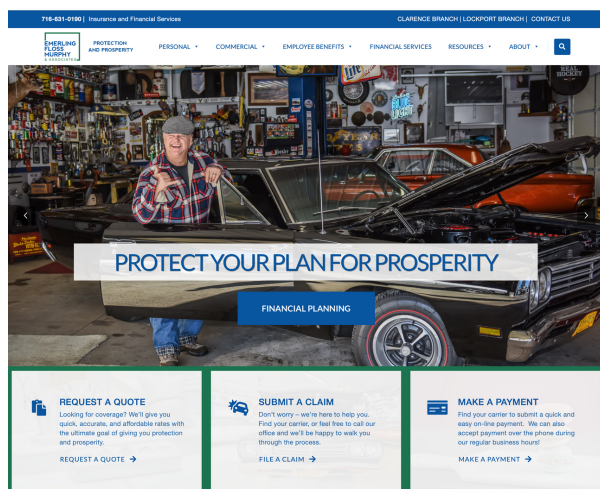 716-631-0190 | Insurance and Financial Services
CLARENCE BRANCH | LOCKPORT BRANCH | CONTACT US
EMERLING
FLOSS
MURPHY
& ASSOCIATES
PROTECTION
AND PROSPERITY
PERSONAL
COMMERCIAL
EMPLOYEE BENEFITS
FINANCIAL SERVICES
RESOURCES
ABOUT
REAL
HOCKEY
Lite
PROTECT YOUR PLAN FOR PROSPERITY
FINANCIAL PLANNING
REQUEST A QUOTE
Looking for coverage? We'll give you
quick, accurate, and affordable rates with
the ultimate goal of giving you protection
and prosperity.
REQUEST A QUOTE →
SUBMIT A CLAIM
Don't worry – we're here to help you.
Find your carrier, or feel free to call our
office and we'll be happy to walk you
through the process.
FILE A CLAIM →
MAKE A PAYMENT
Find your carrier to submit a quick and
easy on-line payment. We can also
accept payment over the phone during
our regular business hours!
MAKE A PAYMENT →